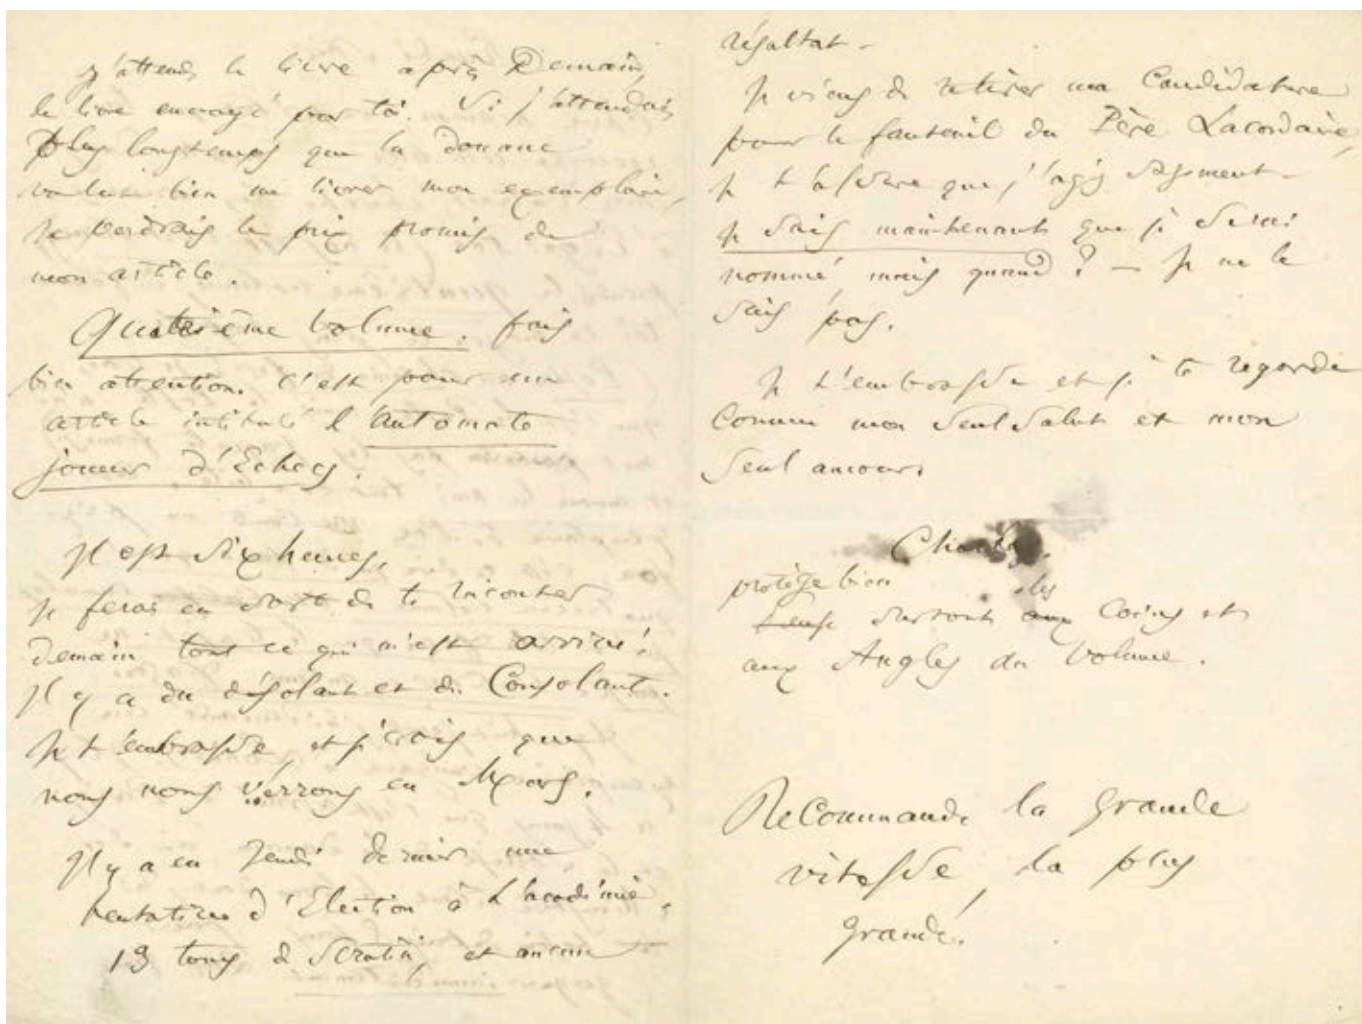 J'attends le livre après Demain,
le livre envoyé par toi. Si j'attendais
plus longtemps que la douane
voulut bien me livrer mon exemplaire,
je perdrais le prix promis de
mon article.
Quatrième volume. fais
bien attention. C'est pour un
article intitulé l'automate
joueur d'Echecs.
Il est six heures.
Je ferai en sorte de te raconter
demain tout ce qui m'est arrivé.
Il y a du désolant et du Consolant.
Je t'embrasse, et je crois que
nous nous verrons en Mars.
Il y a eu Jeudi dernier une
tentative d'Election à L'académie.
13 tours de Scrutin, et aucun
résultat -
Je viens de retirer ma Candidature
pour le fauteuil du Père Lacordaire,
Je t'assure que j'agis sagement -
Je sais maintenant que je serai
nommé, mais quand ? — Je ne le
sais pas.
Je t'embrasse et je te regarde
Comme mon Seul Salut et mon
Seul amour.
Charles.
protège bien
surtout aux les Coins et
aux Angles du Volume.
Recommande la grande
vitesse, la plus
grande.